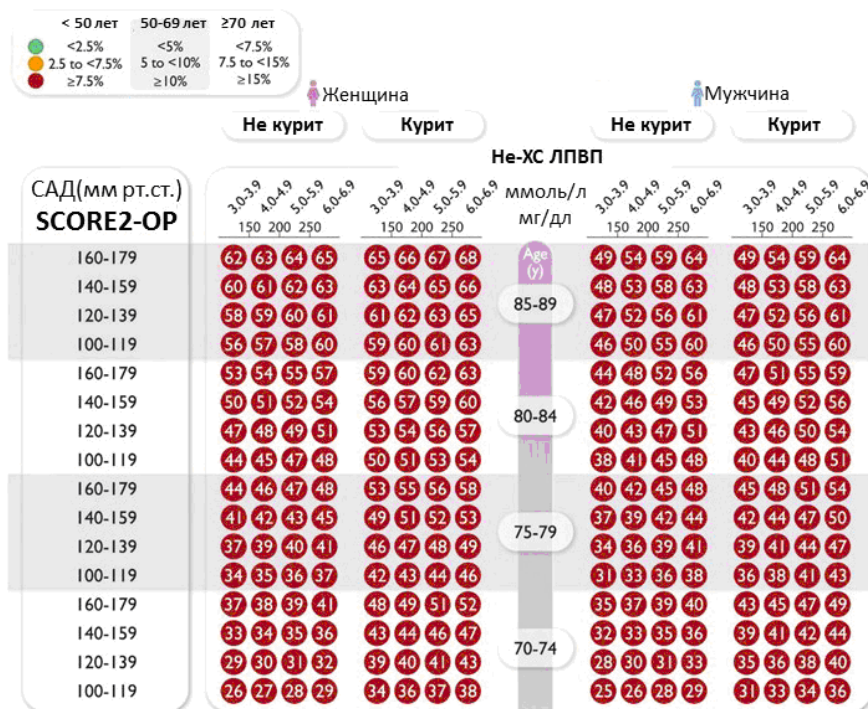 < 50 лет 50-69 лет ≥70 лет
<2.5% <5% <7.5%
2.5 to <7.5% 5 to <10% 7.5 to <15%
≥7.5% ≥10% ≥15%
Женщина Мужчина
Не курит Курит Не курит Курит
Не-ХС ЛПВП
САД(мм рт.ст.) 3.0-3.9 4.0-4.9 5.0-5.9 6.0-6.9 3.0-3.9 4.0-4.9 5.0-5.9 6.0-6.9 ммоль/л 3.0-3.9 4.0-4.9 5.0-5.9 6.0-6.9 3.0-3.9 4.0-4.9 5.0-5.9 6.0-6.9
SCORE2-OP 150 200 250 150 200 250 мг/дл 150 200 250 150 200 250
160-179 62 63 64 65 65 66 67 68 Age (y) 49 54 59 64 49 54 59 64
140-159 60 61 62 63 63 64 65 66 48 53 58 63 48 53 58 63
85-89
120-139 58 59 60 61 61 62 63 65 47 52 56 61 47 52 56 61
100-119 56 57 58 60 59 60 61 63 46 50 55 60 46 50 55 60
160-179 53 54 55 57 59 60 62 63 44 48 52 56 47 51 55 59
140-159 50 51 52 54 56 57 59 60 42 46 49 53 45 49 52 56
80-84
120-139 47 48 49 51 53 54 56 57 40 43 47 51 43 46 50 54
100-119 44 45 47 48 50 51 53 54 38 41 45 48 40 44 48 51
160-179 44 46 47 48 53 55 56 58 40 42 45 48 45 48 51 54
140-159 41 42 43 45 49 51 52 53 37 39 42 44 42 44 47 50
75-79
120-139 37 39 40 41 46 47 48 49 34 36 39 41 39 41 44 47
100-119 34 35 36 37 42 43 44 46 31 33 36 38 36 38 41 43
160-179 37 38 39 41 48 49 51 52 35 37 39 40 43 45 47 49
140-159 33 34 35 36 43 44 46 47 32 33 35 36 39 41 42 44
70-74
120-139 29 30 31 32 39 40 41 43 28 30 31 33 35 36 38 40
100-119 26 27 28 29 34 36 37 38 25 26 28 29 31 33 34 36